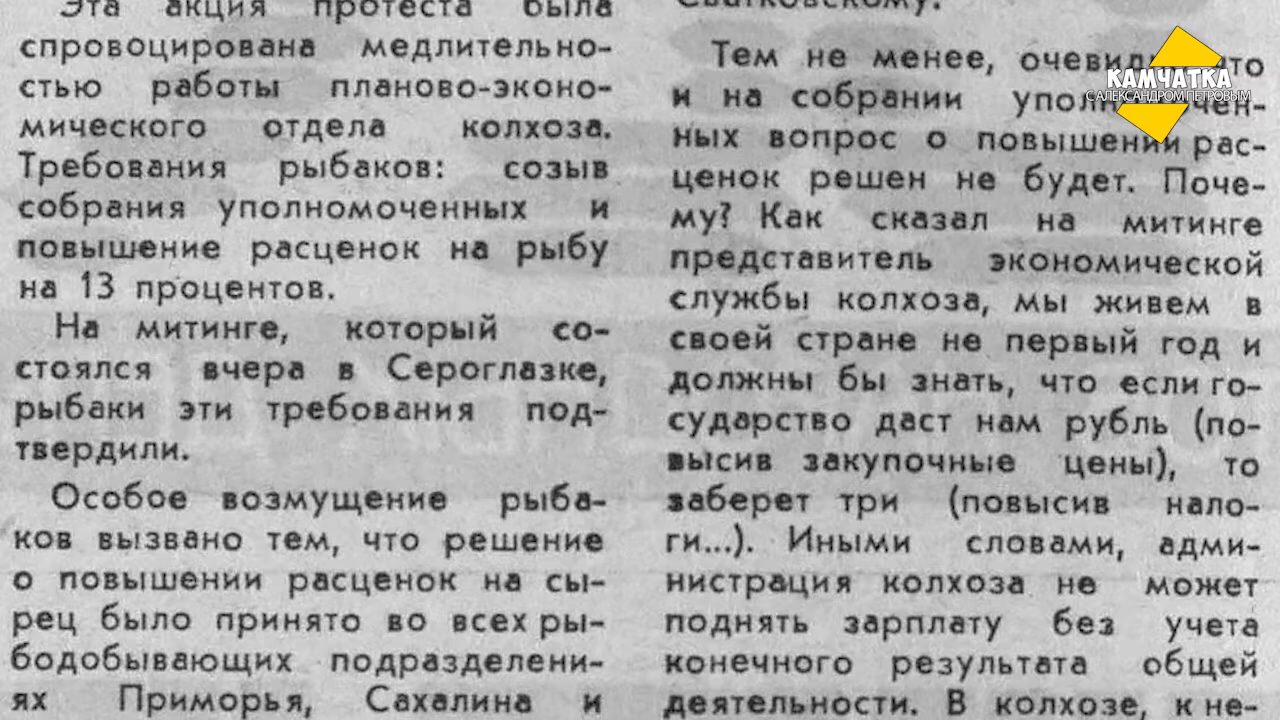 Эта акция протеста была
спровоцирована медлительно-
стью работы планово-эконо-
мического отдела колхоза.
Требования рыбаков: созыв
собрания уполномоченных и
повышение расценок на рыбу
на 13 процентов.
На митинге, который со-
стоялся вчера в Сероглазке,
рыбаки эти требования под-
твердили.
Особое возмущение рыба-
ков вызвано тем, что решение
о повышении расценок на сы-
рец было принято во всех ры-
бодобывающих подразделени-
ях Приморья, Сахалина и
Сватковскому.
Тем не менее, что
и на собрании
ных вопрос о повышении рас-
ценок решен не будет. Поче-
му? Как сказал на митинге
представитель экономической
службы колхоза, мы живем в
своей стране не первый год и
должны бы знать, что если го-
сударство даст нам рубль (по-
высив закупочные цены), то
заберет три (повысив нало-
ги...). Иными словами, адми-
нистрация колхоза не может
поднять зарплату без учета
конечного результата общей
деятельности. В колхозе, к не-
КАМЧАТКА
С АЛЕКСАНДРОМ ПЕТРОВЫМ